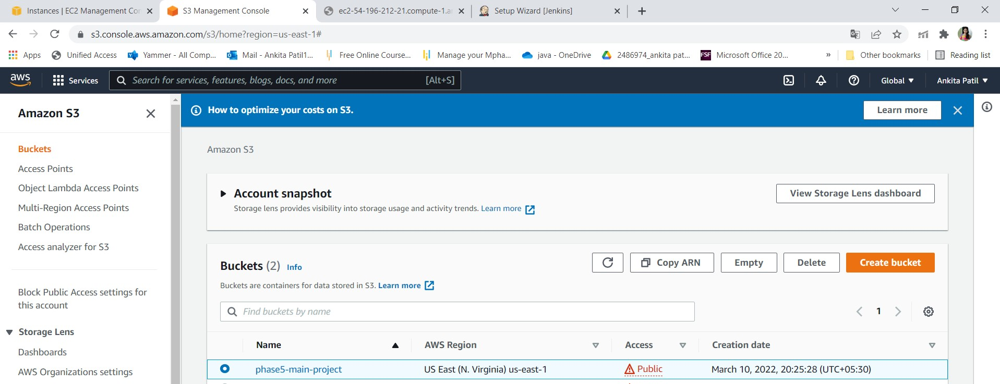 Instances | EC2 Management Con
S3 Management Console
ec2-54-196-212-21.compute-1.a
Setup Wizard [Jenkins]
s3.console.aws.amazon.com/s3/home?region=us-east-1#
Apps
Unified Access
Yammer - All Comp...
Mail - Ankita Patil1...
Free Online Course...
Manage your Mpha...
java - OneDrive
2486974_ankita pat...
FSF
Microsoft Office 20...
»
Other bookmarks
Reading list
aws
Services
Search for services, features, blogs, docs, and more
[Alt+S]
Global
Ankita Patil
Amazon S3
Buckets
Access Points
Object Lambda Access Points
Multi-Region Access Points
Batch Operations
Access analyzer for S3
Block Public Access settings for
this account
Storage Lens
Dashboards
AWS Organizations settings
How to optimize your costs on S3.
Learn more
Amazon S3
Account snapshot
Storage lens provides visibility into storage usage and activity trends. Learn more
View Storage Lens dashboard
Buckets (2) Info
Buckets are containers for data stored in S3. Learn more
Copy ARN
Empty
Delete
Create bucket
Find buckets by name
1
Name
AWS Region
Access
Creation date
phase5-main-project
US East (N. Virginia) us-east-1
Public
March 10, 2022, 20:25:28 (UTC+05:30)